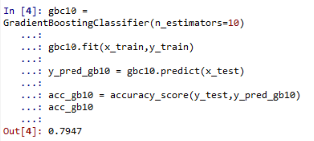 In [4]: gbc10 =
GradientBoostingClassifier(n_estimators=10)
...:
...: gbc10.fit(x_train,y_train)
...:
...: y_pred_gb10 = gbc10.predict(x_test)
...:
...: acc_gb10 = accuracy_score(y_test,y_pred_gb10)
...: acc_gb10
...:
Out[4]: 0.7947